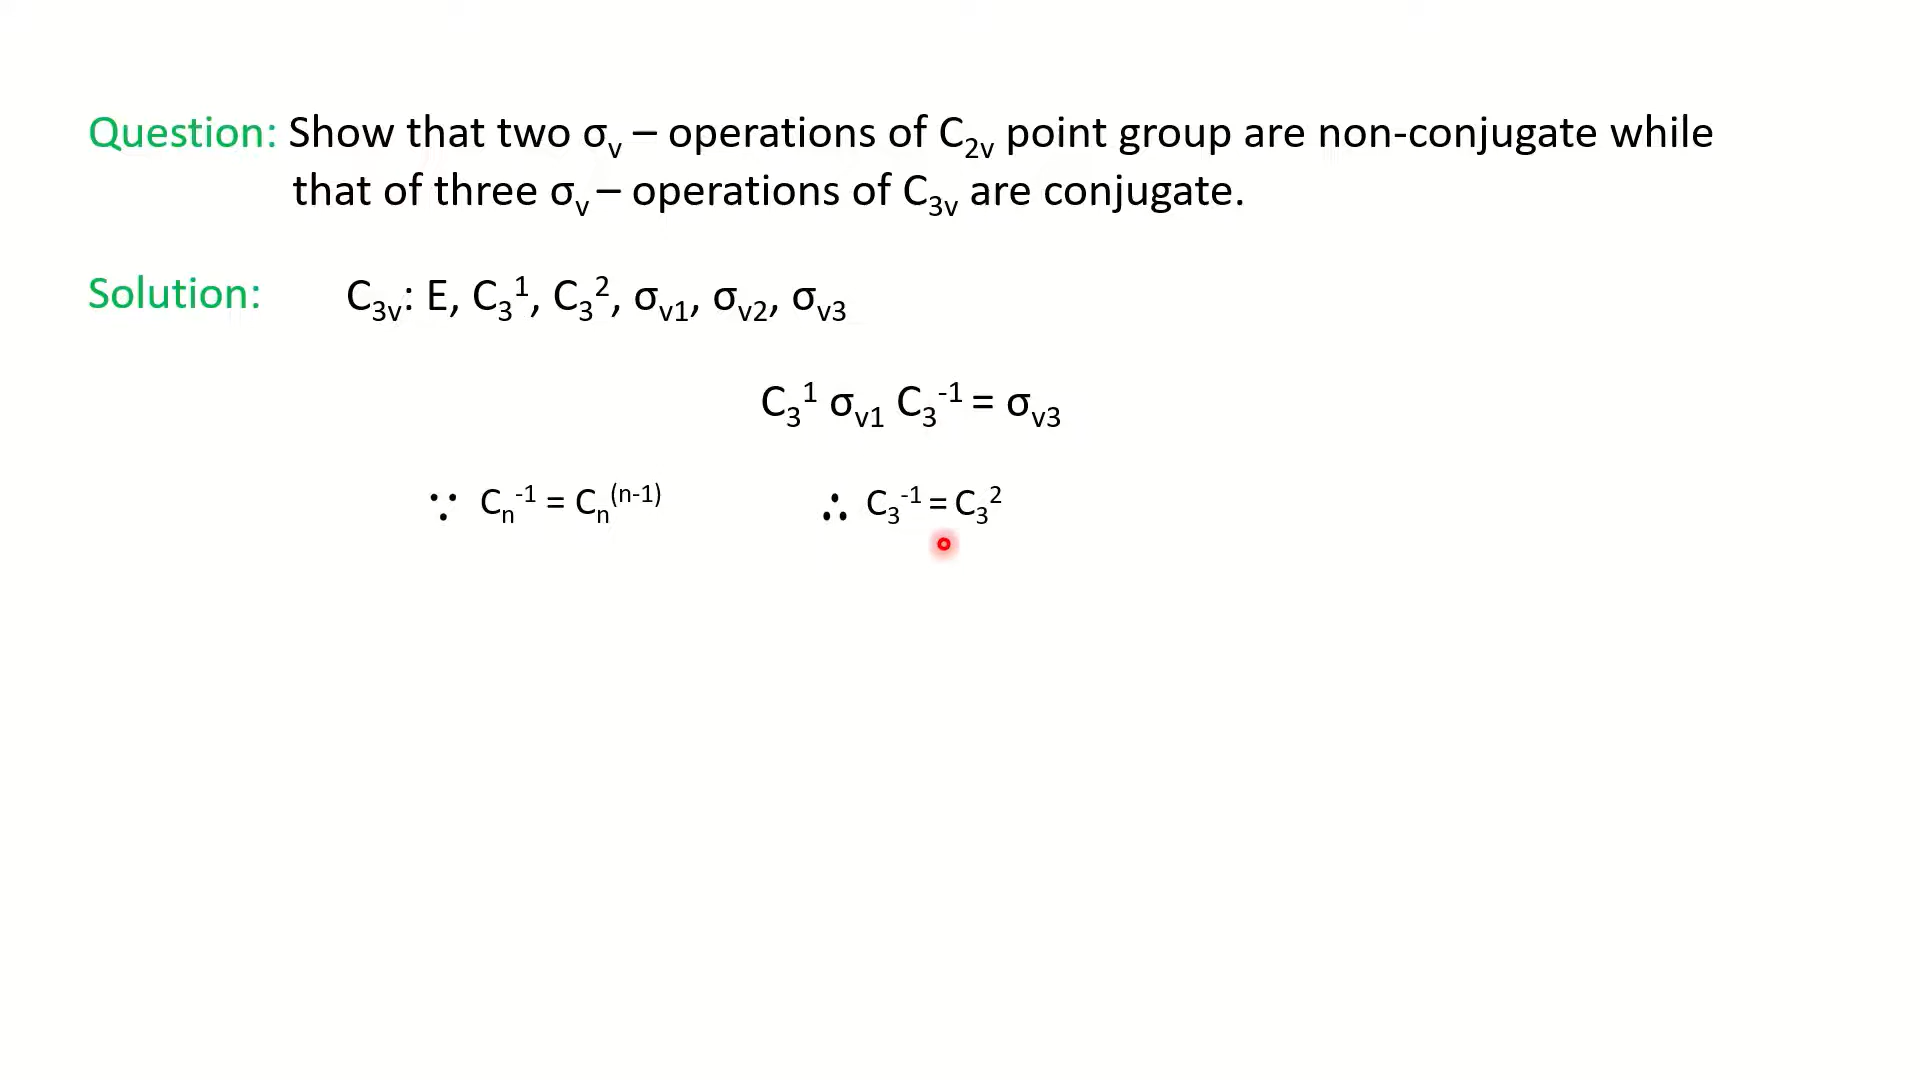 Question: Show that two σᵥ – operations of C₂ᵥ point group are non-conjugate while
that of three σᵥ – operations of C₃ᵥ are conjugate.
Solution: C₃ᵥ: E, C₃¹, C₃², σᵥ₁, σᵥ₂, σᵥ₃
C₃¹ σᵥ₁ C₃⁻¹ = σᵥ₃
∵ Cₙ⁻¹ = Cₙ⁽ⁿ⁻¹⁾ ∴ C₃⁻¹ = C₃²